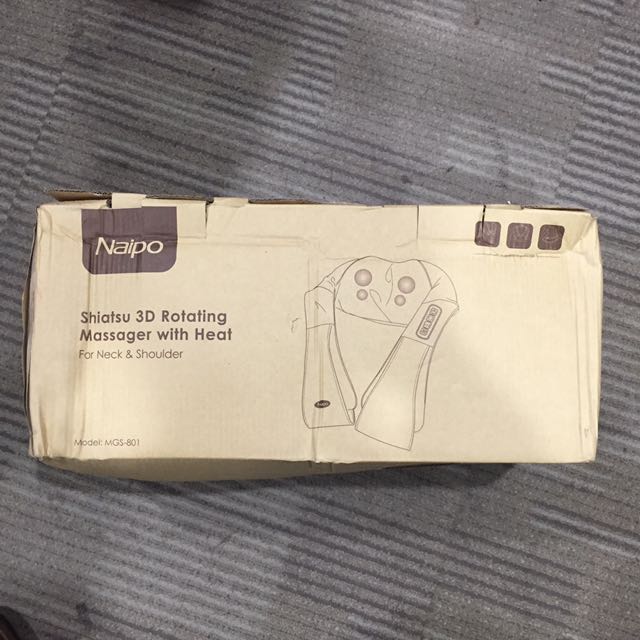 Naipo
Shiatsu 3D Rotating
Massager with Heat
For Neck & Shoulder
Model: MGS-801